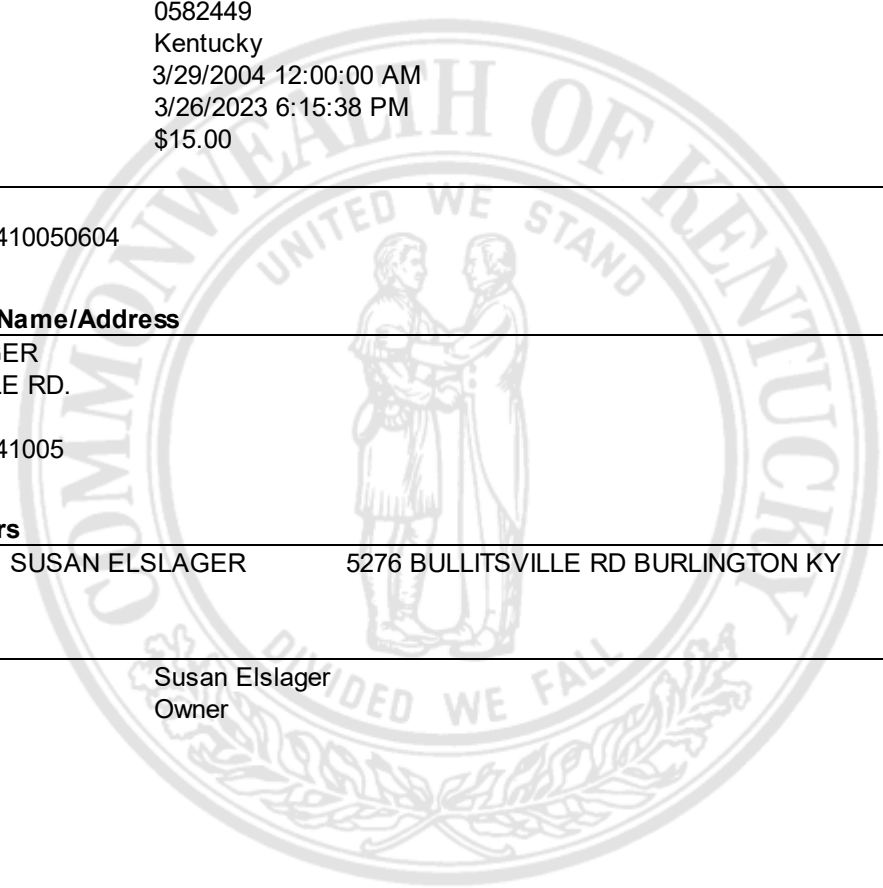 0582449
Kentucky
3/29/2004 12:00:00 AM
3/26/2023 6:15:38 PM
$15.00
410050604
Name/Address
GER
LE RD.
41005
rs
SUSAN ELSLAGER 5276 BULLITSVILLE RD BURLINGTON KY
Susan Elslager
Owner
COMMONWEALTH OF KENTUCKY
UNITED WE STAND
DIVIDED WE FALL